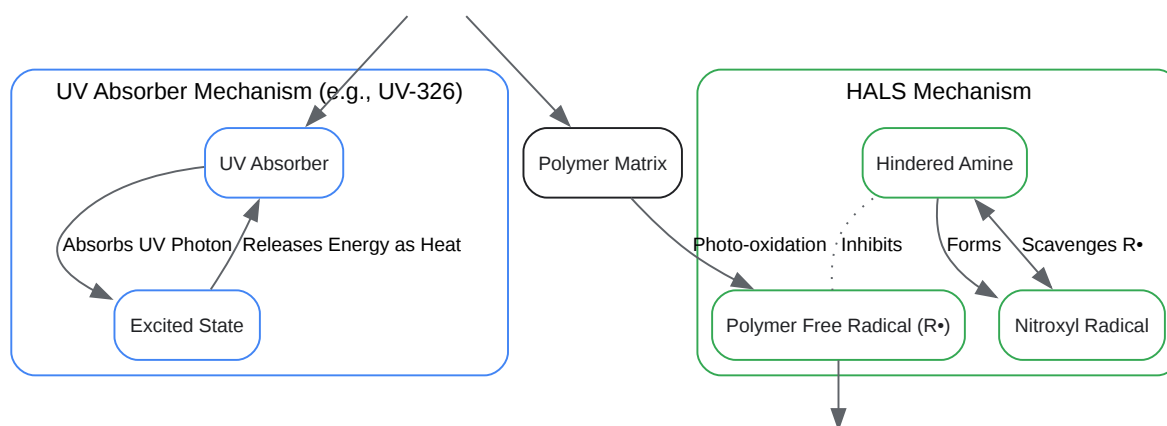 UV Absorber Mechanism (e.g., UV-326)
HALS Mechanism
UV Absorber
Polymer Matrix
Hindered Amine
Absorbs UV Photon
Releases Energy as Heat
Photo-oxidation
Inhibits
Forms
Scavenges R•
Excited State
Polymer Free Radical (R•)
Nitroxyl Radical